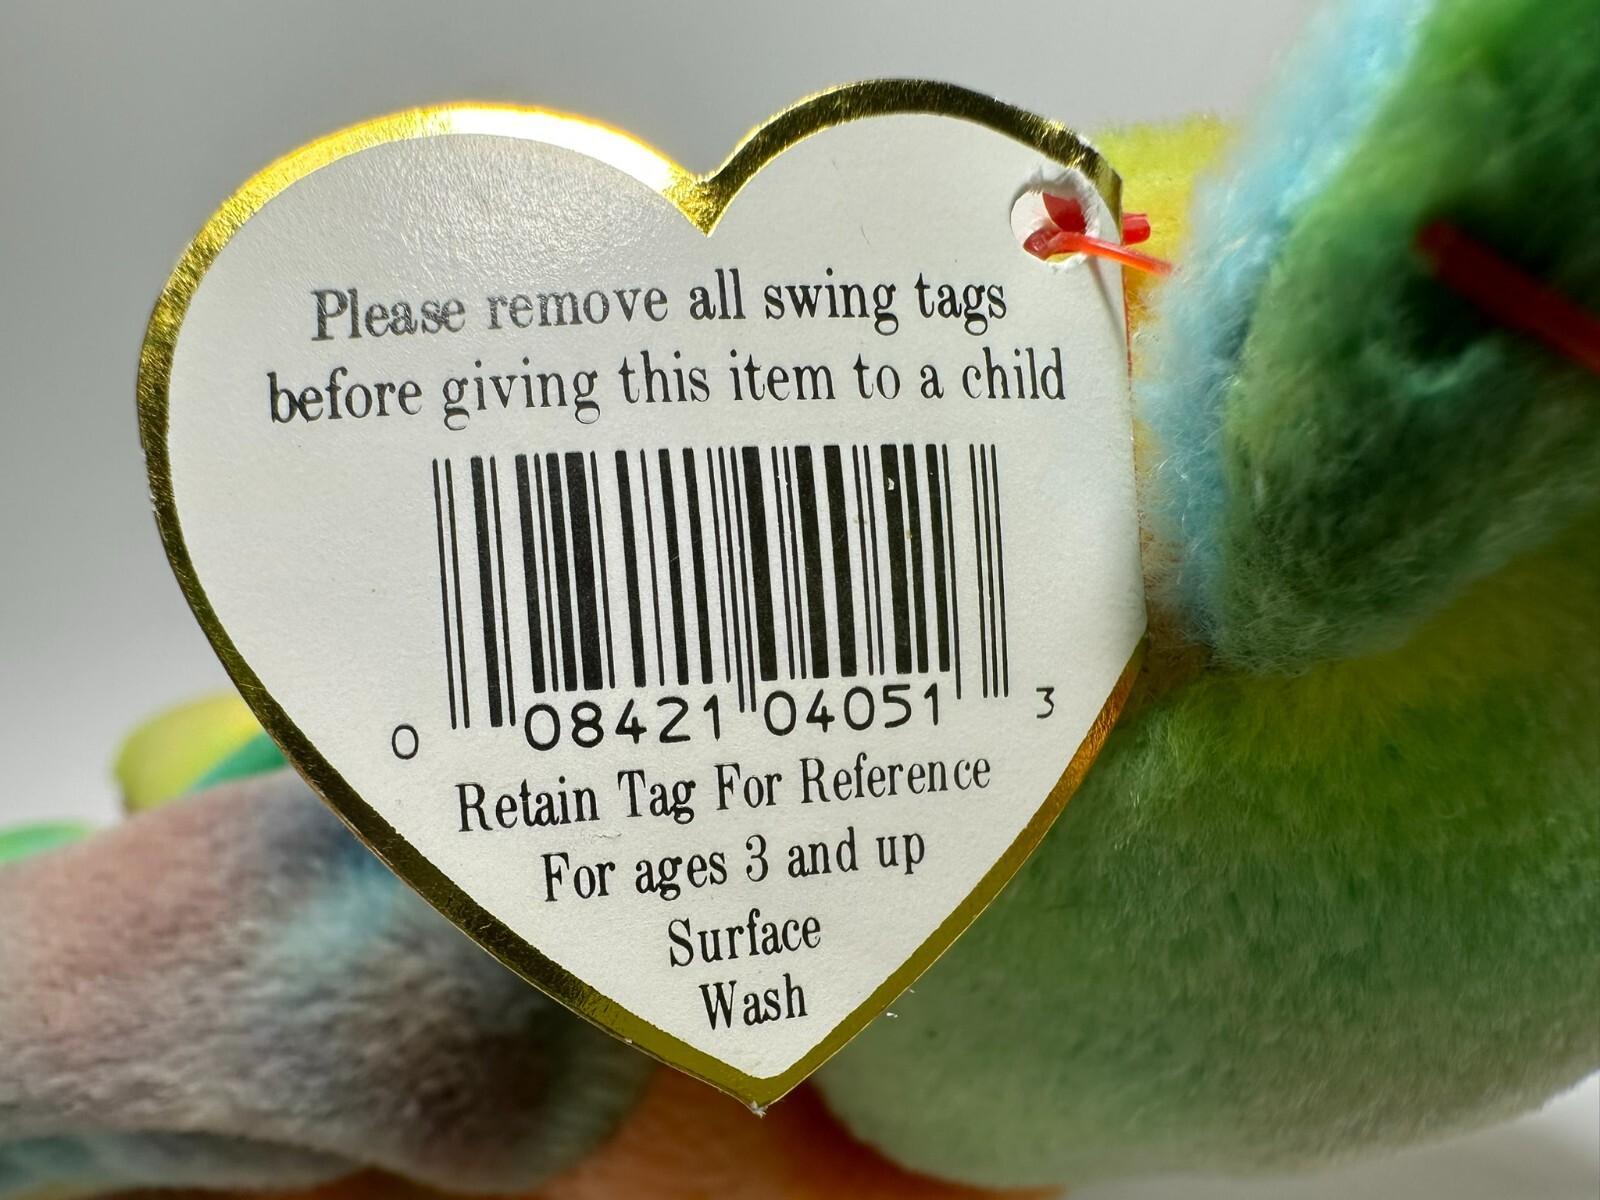 Please remove all swing tags
before giving this item to a child
0 08421 04051 3
Retain Tag For Reference
For ages 3 and up
Surface
Wash